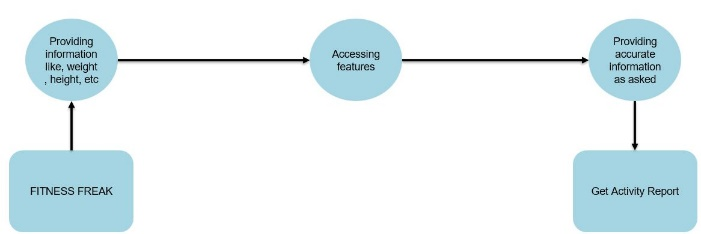 Providing
information
like, weight
, height, etc
Accessing
features
Providing
accurate
information
as asked
FITNESS FREAK
Get Activity Report